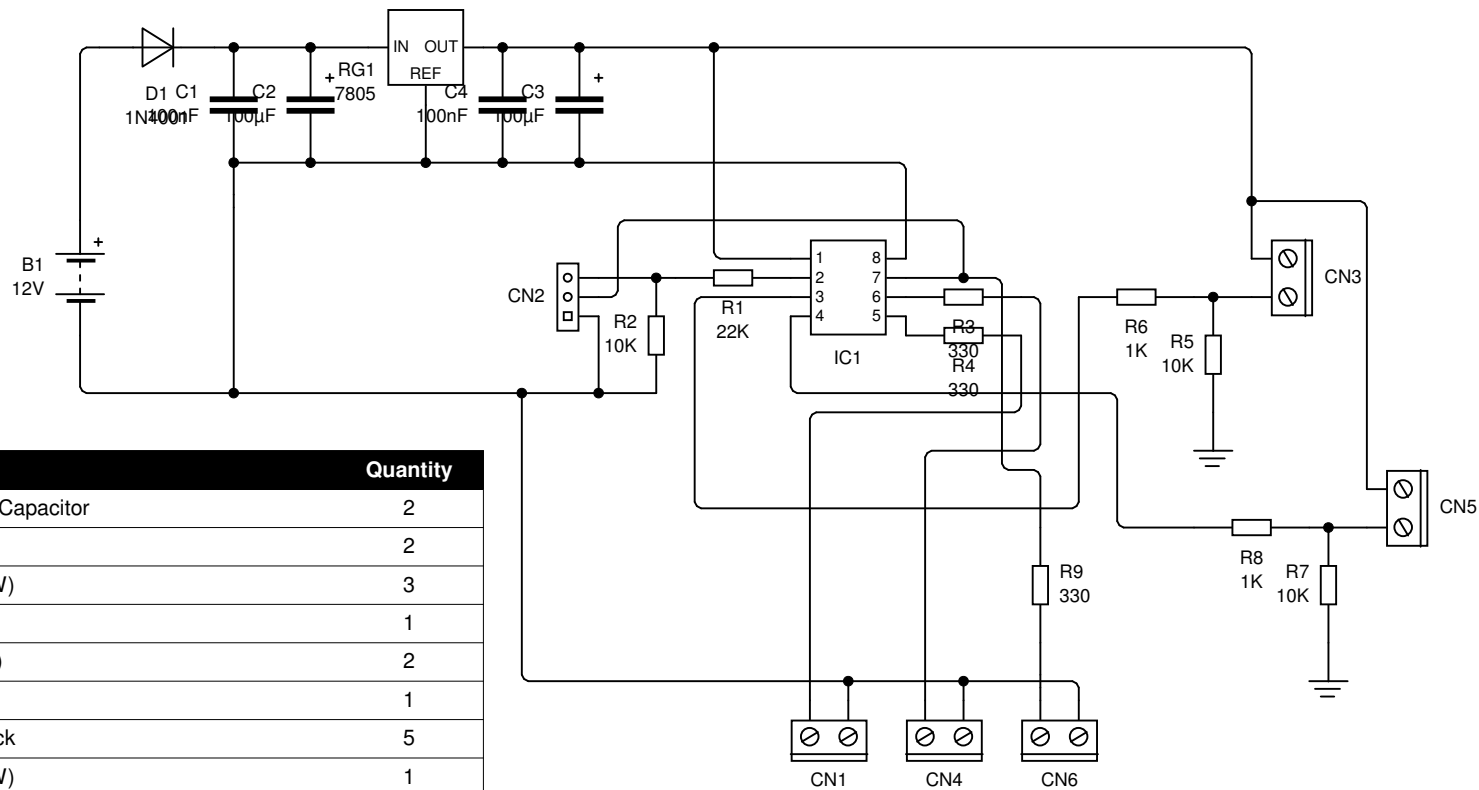 IN OUT
REF
RG1
7805
D1
1N4001
C1
100nF
C2
100µF
+
C4
100nF
C3
100µF
+
B1
12V
+
CN2
R2
10K
R1
22K
1
2
3
4
8
7
6
5
IC1
R3
330
R4
330
R6
1K
R5
10K
CN3
CN5
R8
1K
R7
10K
R9
330
CN1
CN4
CN6
Quantity
Capacitor 2
2
W) 3
1
) 2
1
ck 5
W) 1